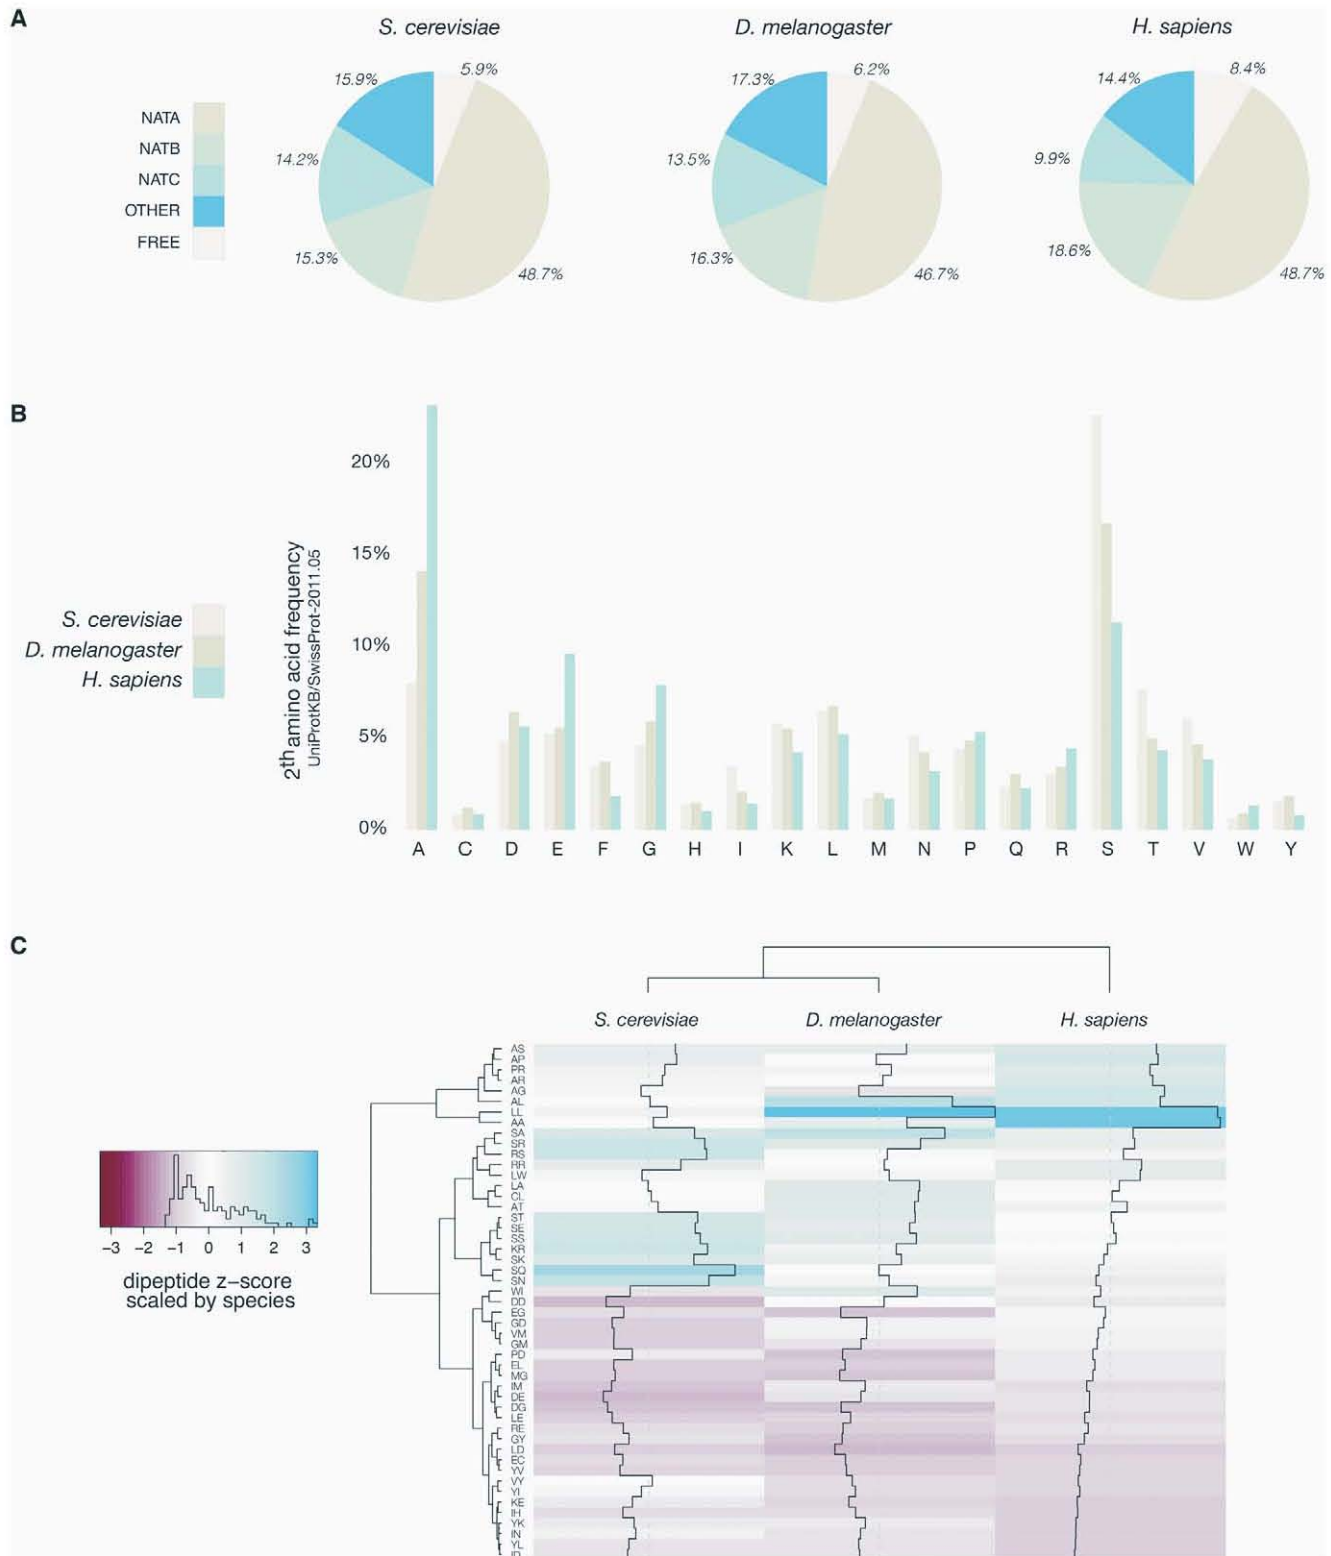 A
S. cerevisiae
D. melanogaster
H. sapiens
15.9%
5.9%
17.3%
6.2%
14.4%
8.4%
NATA
NATB
NATC
OTHER
FREE
14.2%
13.5%
9.9%
15.3%
48.7%
16.3%
46.7%
18.6%
48.7%
B
20%
15%
10%
5%
0%
2th amino acid frequency
UniProtKB/SwissProt-2011.05
S. cerevisiae
D. melanogaster
H. sapiens
A C D E F G H I K L M N P Q R S T V W Y
C
S. cerevisiae
D. melanogaster
H. sapiens
AS
AP
PR
AR
AG
AL
LL
AA
SA
SR
RS
RR
LW
LA
CL
AT
ST
SE
SS
KR
SK
SQ
SN
WI
DD
EG
GD
VM
GM
PD
EL
MG
IM
DE
DG
LE
RE
GY
LD
EC
YV
VY
YI
KE
IH
YK
IN
YL
−3 −2 −1 0 1 2 3
dipeptide z−score
scaled by species